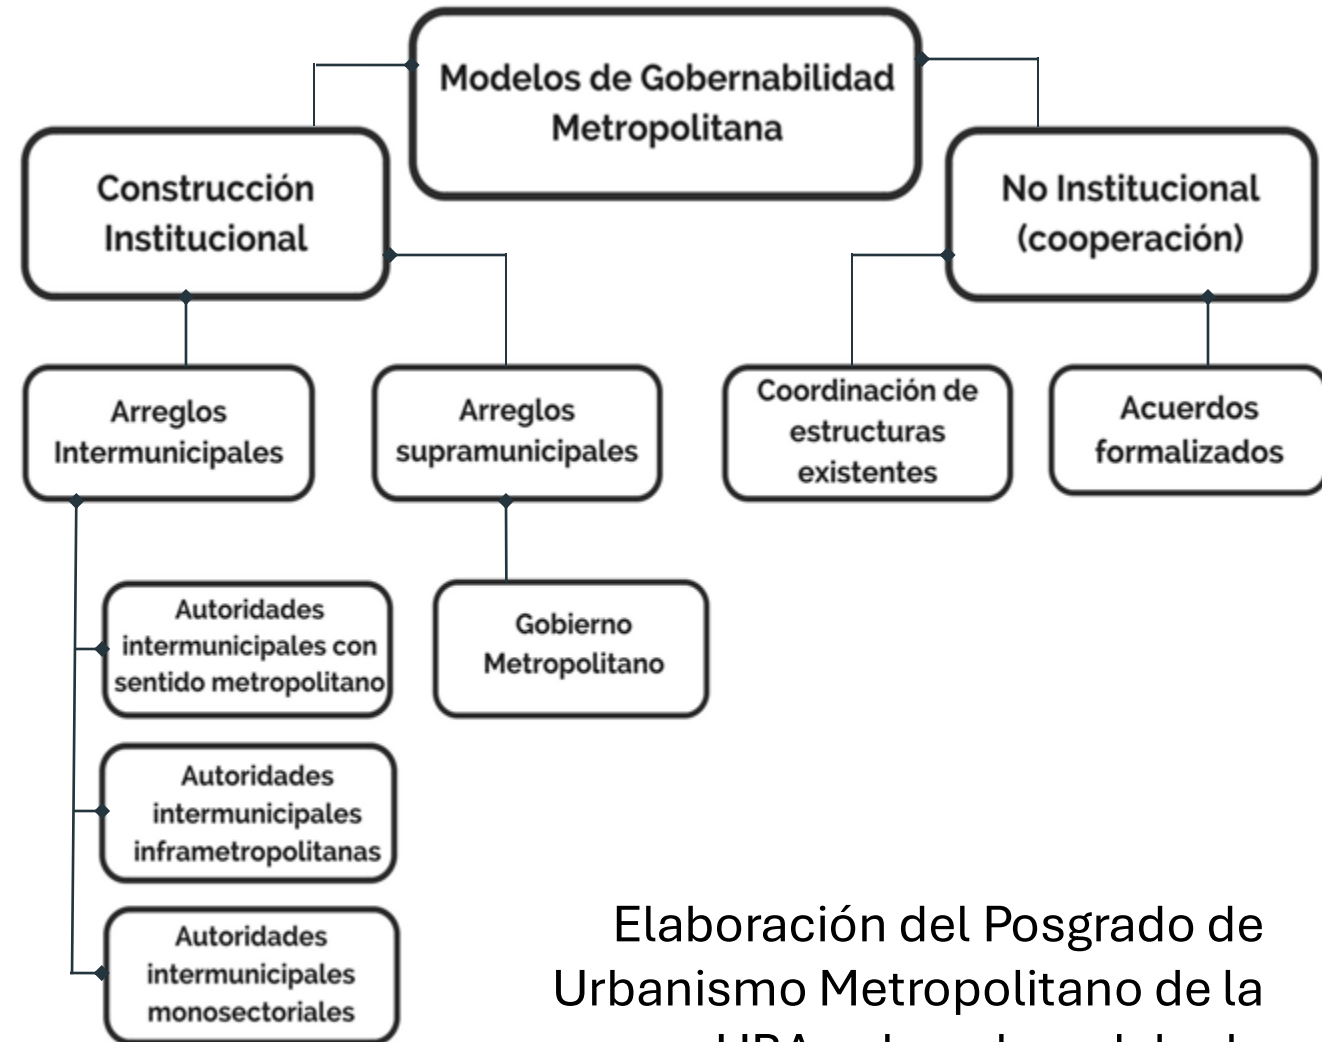 Modelos de Gobernabilidad
Metropolitana
Construcción
Institucional
No Institucional
(cooperación)
Arreglos
Intermunicipales
Arreglos
supramunicipales
Coordinación de
estructuras
existentes
Acuerdos
formalizados
Autoridades
intermunicipales con
sentido metropolitano
Gobierno
Metropolitano
Autoridades
intermunicipales
inframetropolitanas
Autoridades
intermunicipales
monosectoriales
Elaboración del Posgrado de
Urbanismo Metropolitano de la